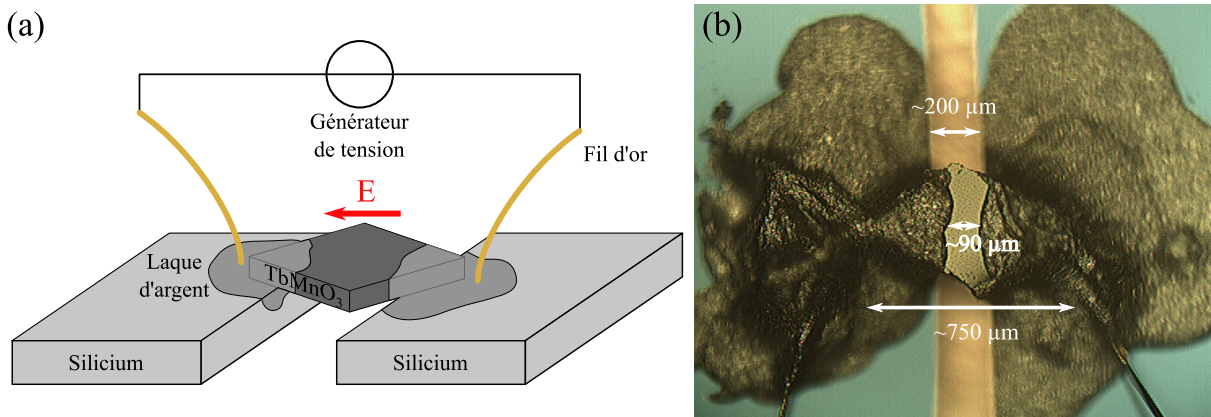 (a)
Générateur
de tension
Fil d'or
E
Laque
d'argent
TbMnO₃
Silicium
Silicium
(b)
~200 µm
~90 µm
~750 µm